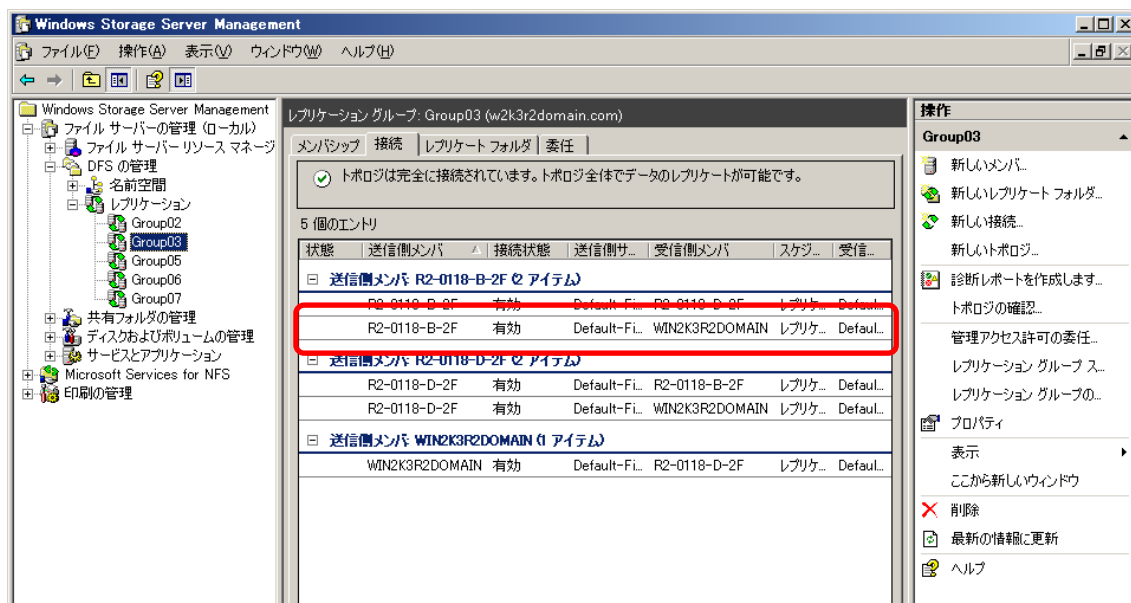 Windows Storage Server Management
ファイル(F) 操作(A) 表示(V) ウィンドウ(W) ヘルプ(H)
Windows Storage Server Management
ファイル サーバーの管理 (ローカル)
ファイル サーバー リソース マネージ
DFS の管理
名前空間
レプリケーション
Group02
Group03
Group05
Group06
Group07
共有フォルダの管理
ディスクおよびボリュームの管理
サービスとアプリケーション
Microsoft Services for NFS
印刷の管理
レプリケーション グループ: Group03 (w2k3r2domain.com)
メンバシップ 接続 レプリケート フォルダ 委任
トポロジは完全に接続されています。トポロジ全体でデータのレプリケートが可能です。
5 個のエントリ
状態 送信側メンバ 接続状態 送信側サ... 受信側メンバ スケジ... 受信...
送信側メンバ: R2-0118-B-2F (2 アイテム)
R2-0118-B-2F 有効 Default-Fi... R2-0118-D-2F レプリケ... Defaul...
R2-0118-B-2F 有効 Default-Fi... WIN2K3R2DOMAIN レプリケ... Defaul...
送信側メンバ: R2-0118-D-2F (2 アイテム)
R2-0118-D-2F 有効 Default-Fi... R2-0118-B-2F レプリケ... Defaul...
R2-0118-D-2F 有効 Default-Fi... WIN2K3R2DOMAIN レプリケ... Defaul...
送信側メンバ: WIN2K3R2DOMAIN (1 アイテム)
WIN2K3R2DOMAIN 有効 Default-Fi... R2-0118-D-2F レプリケ... Defaul...
操作
Group03
新しいメンバ...
新しいレプリケート フォルダ...
新しい接続...
新しいトポロジ...
診断レポートを作成します...
トポロジの確認...
管理アクセス許可の委任...
レプリケーション グループ ス...
レプリケーション グループの...
プロパティ
表示
ここから新しいウィンドウ
削除
最新の情報に更新
ヘルプ